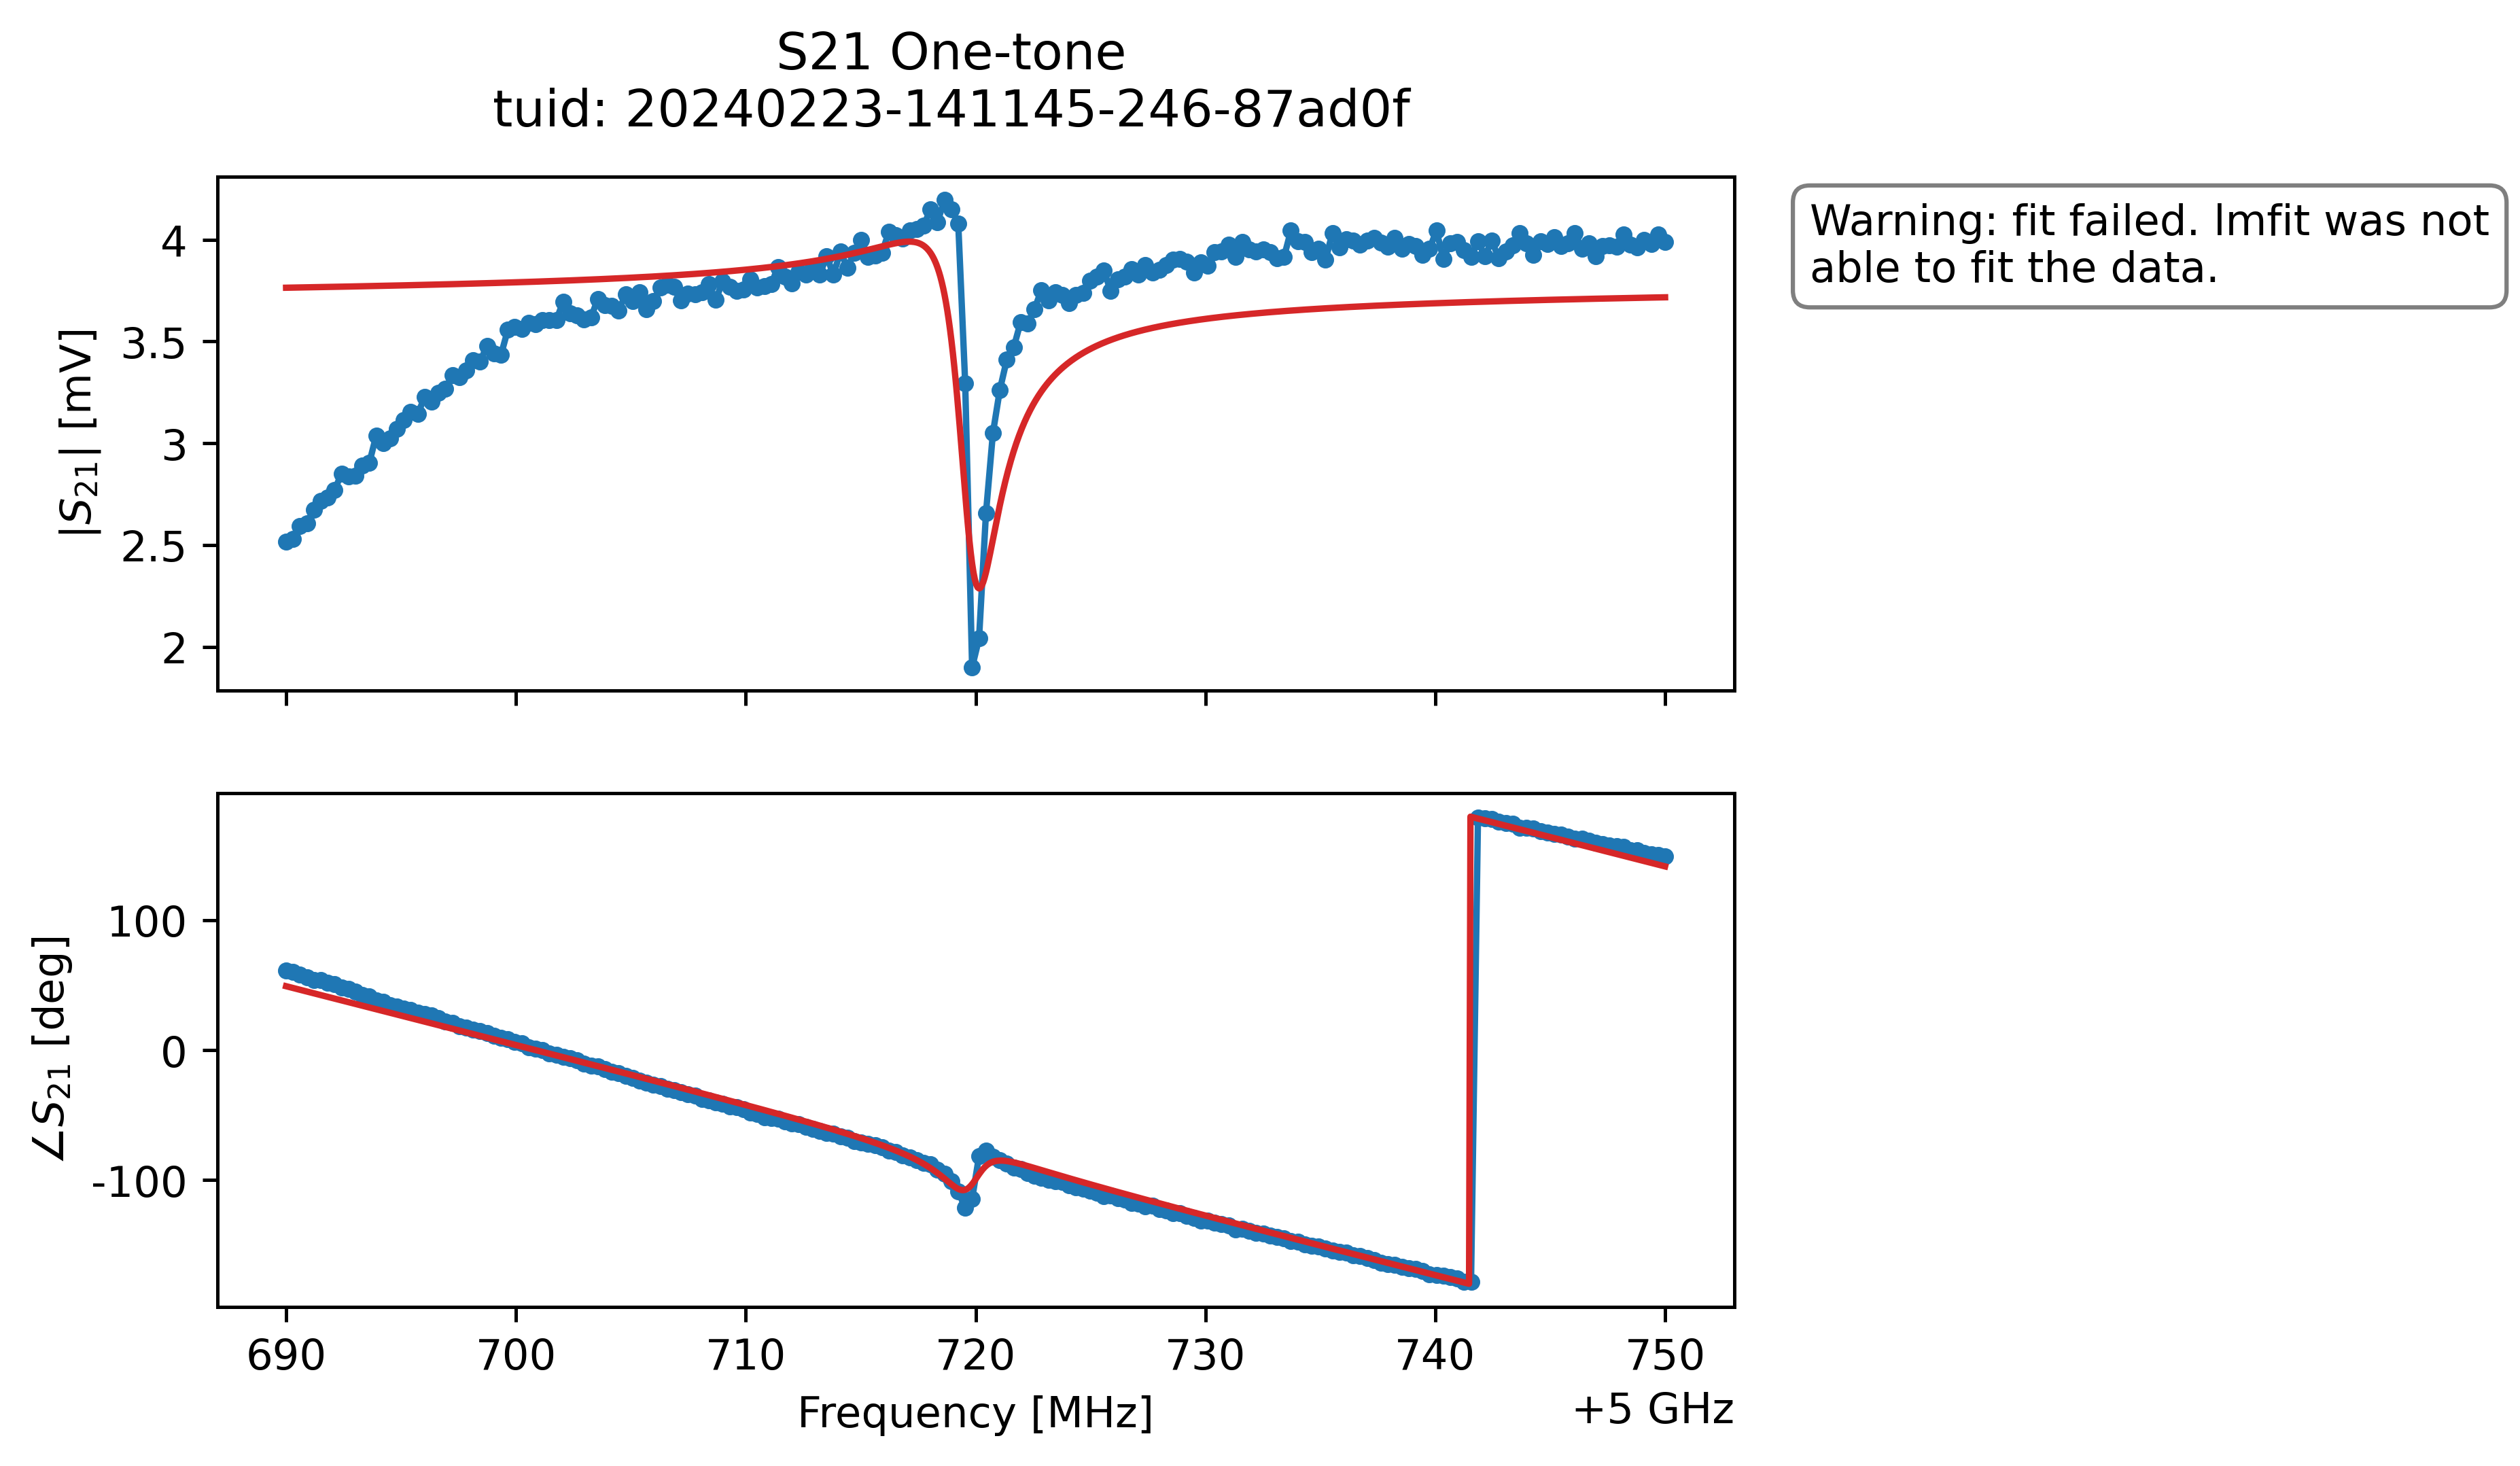 S21 One-tone
tuid: 20240223-141145-246-87ad0f
Warning: fit failed. lmfit was not
able to fit the data.
|S₂₁| [mV]
4
3.5
3
2.5
2
∠S₂₁ [deg]
100
0
-100
690 700 710 720 730 740 750
Frequency [MHz]
+5 GHz